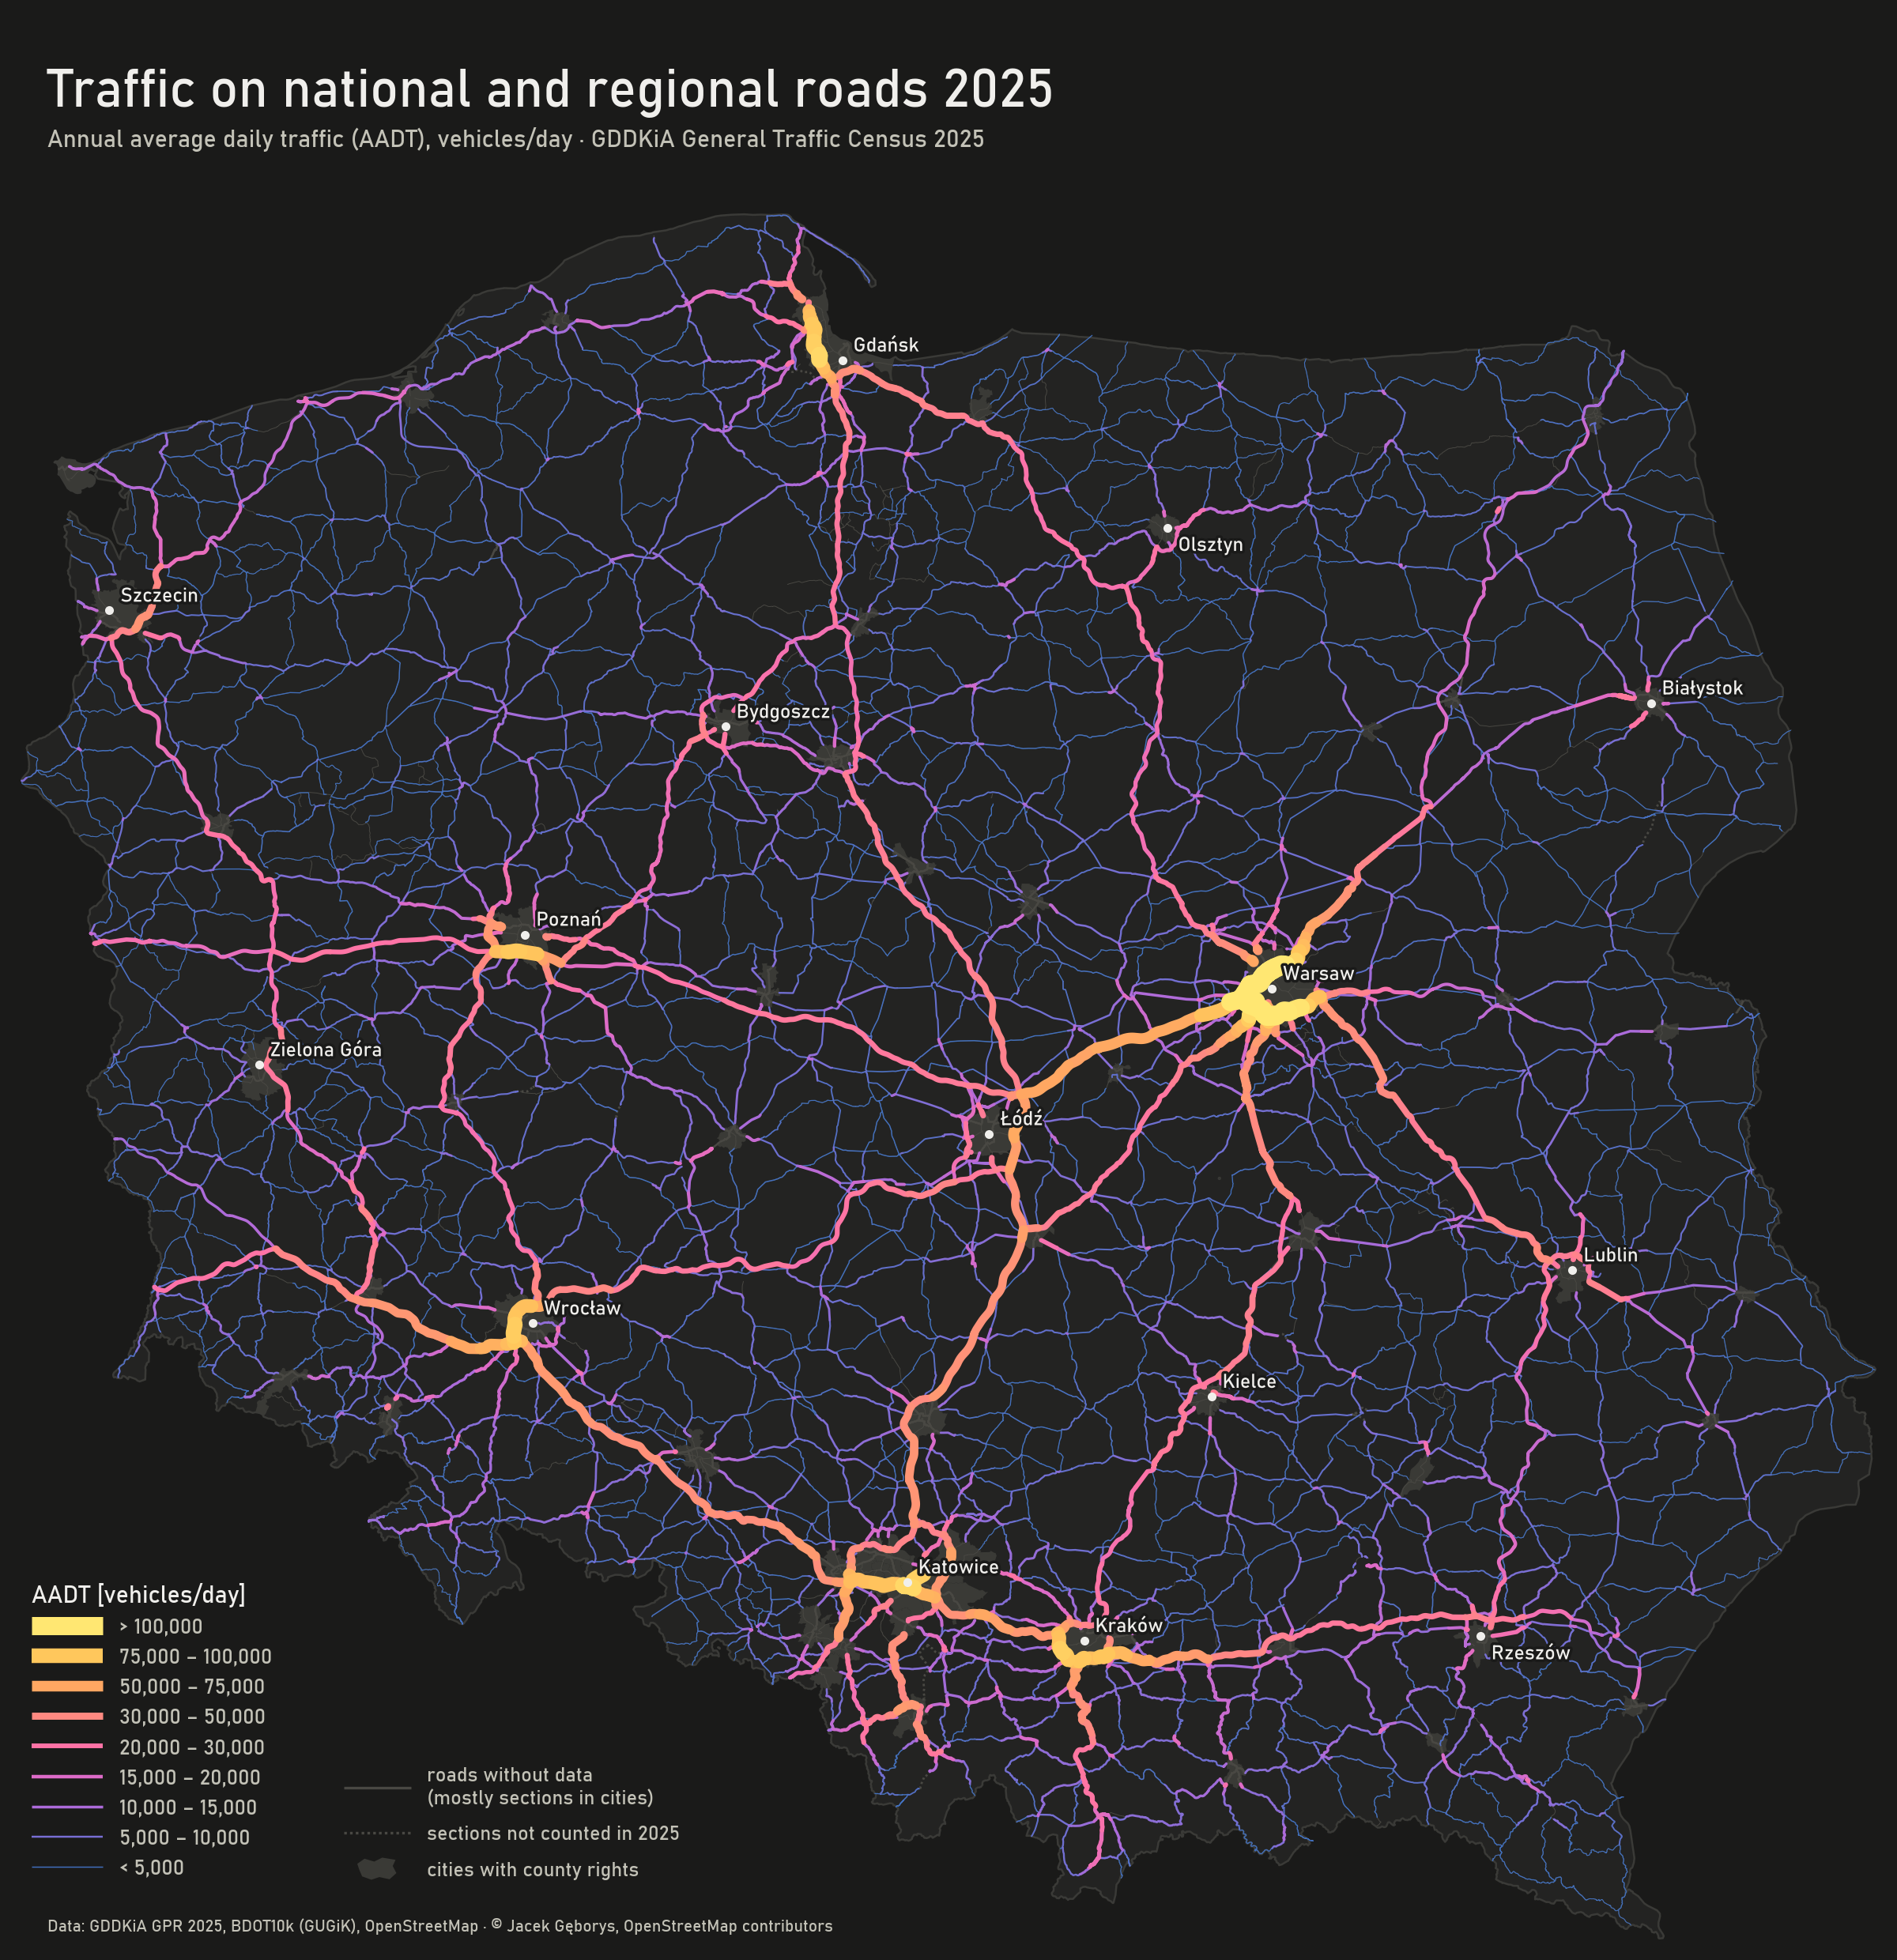 Traffic on national and regional roads 2025
Annual average daily traffic (AADT), vehicles/day · GDDKiA General Traffic Census 2025
Gdańsk
Olsztyn
Szczecin
Białystok
Bydgoszcz
Poznań
Warsaw
Zielona Góra
Łódź
Lublin
Wrocław
Kielce
Katowice
Kraków
Rzeszów
AADT [vehicles/day]
> 100,000
75,000 – 100,000
50,000 – 75,000
30,000 – 50,000
20,000 – 30,000
15,000 – 20,000
10,000 – 15,000
5,000 – 10,000
< 5,000
roads without data
(mostly sections in cities)
sections not counted in 2025
cities with county rights
Data: GDDKiA GPR 2025, BDOT10k (GUGiK), OpenStreetMap · © Jacek Gęborys, OpenStreetMap contributors